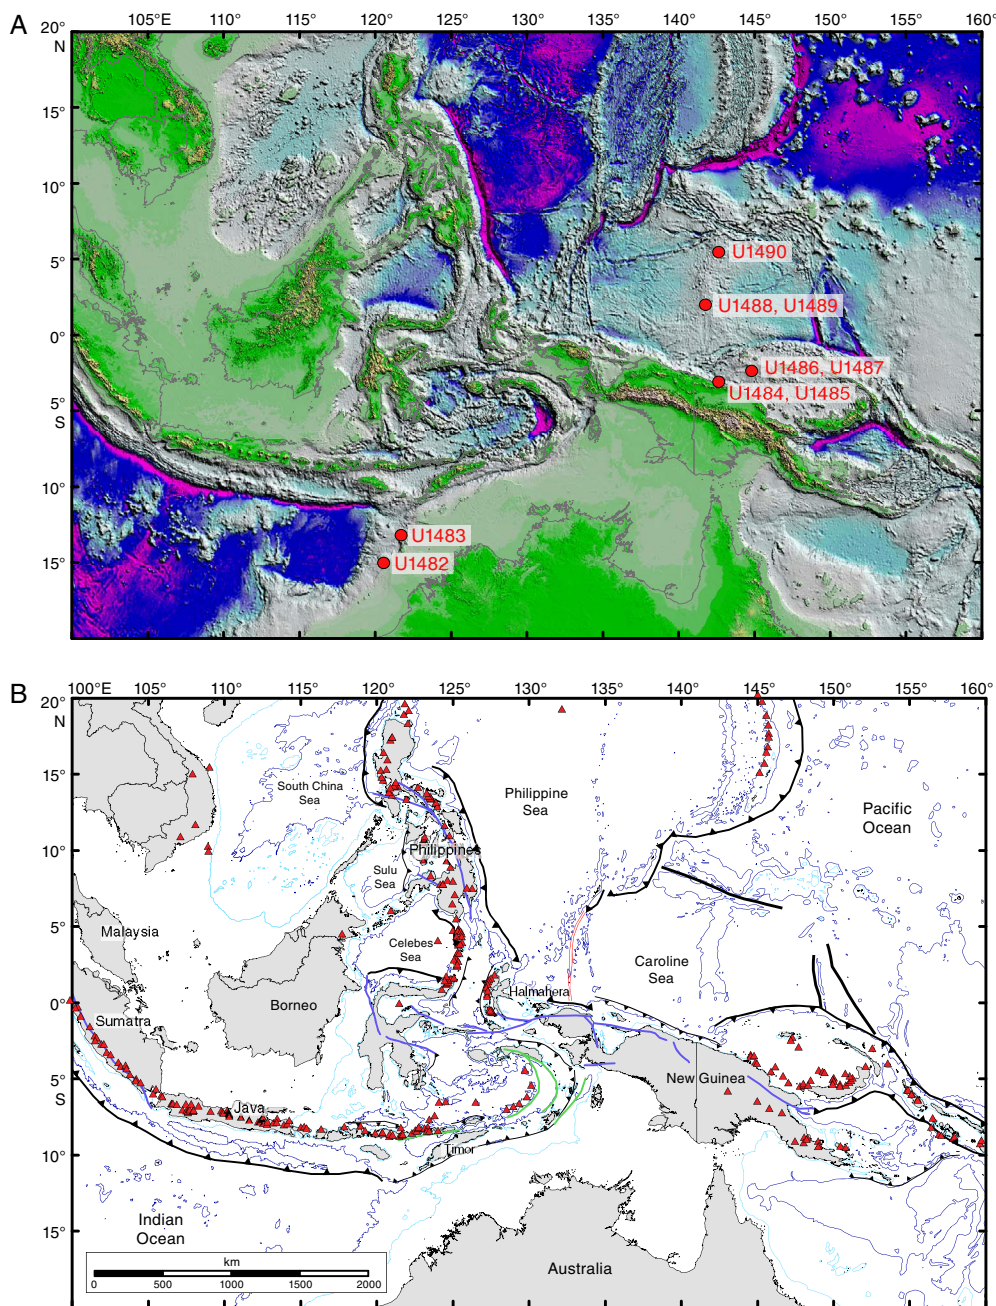 A
105°E 110° 115° 120° 125° 130° 135° 140° 145° 150° 155° 160°
20°
N
15°
10°
5°
0°
5°
S
10°
15°
U1490
U1488, U1489
U1486, U1487
U1484, U1485
U1483
U1482
B
100°E 105° 110° 115° 120° 125° 130° 135° 140° 145° 150° 155° 160°
20°
N
15°
10°
5°
0°
5°
S
10°
15°
South China
Sea
Philippine
Sea
Pacific
Ocean
Philippines
Sulu
Sea
Malaysia
Celebes
Sea
Caroline
Sea
Borneo
Halmahera
Sumatra
New Guinea
Java
Timor
Indian
Ocean
Australia
km
0 500 1000 1500 2000